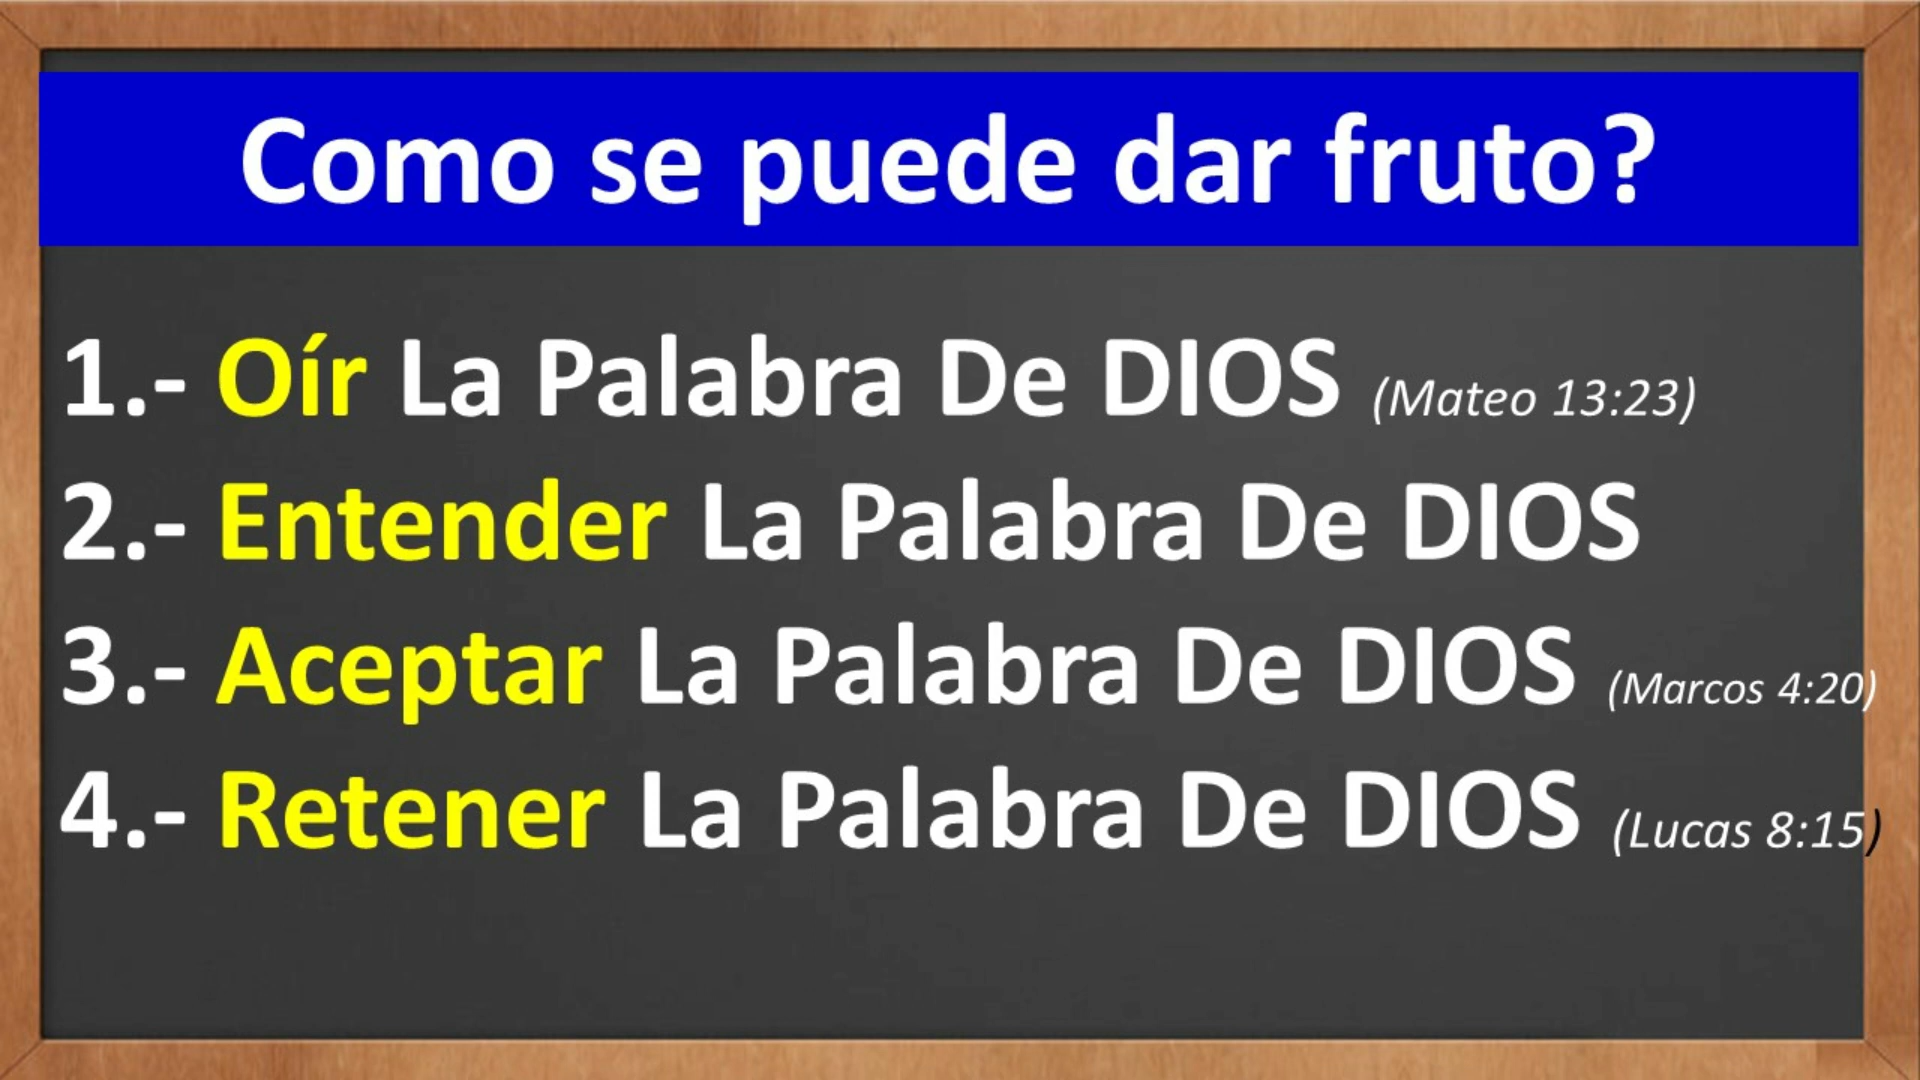 Como se puede dar fruto?
1.- Oír La Palabra De DIOS (Mateo 13:23)
2.- Entender La Palabra De DIOS
3.- Aceptar La Palabra De DIOS (Marcos 4:20)
4.- Retener La Palabra De DIOS (Lucas 8:15)